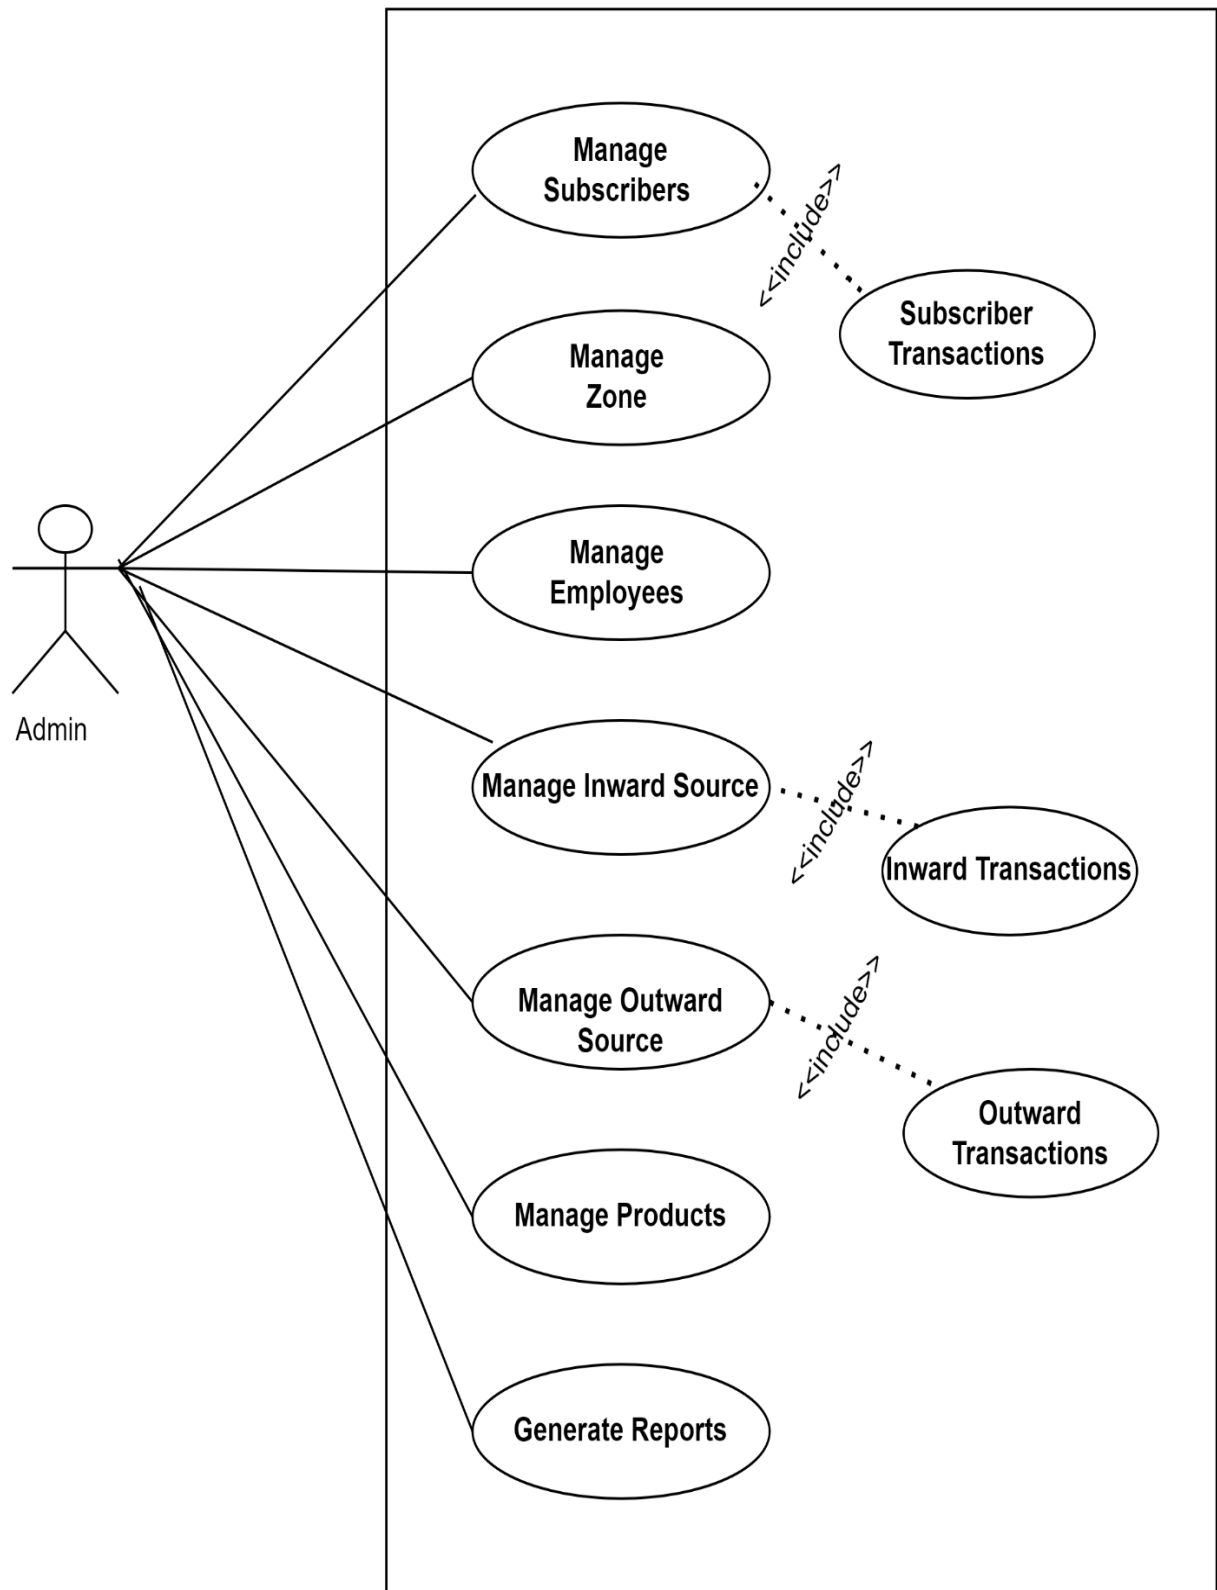 Manage
Subscribers
<<include>>
Subscriber
Transactions
Manage
Zone
Manage
Employees
Admin
Manage Inward Source
<<include>>
Inward Transactions
Manage Outward
Source
<<include>>
Outward
Transactions
Manage Products
Generate Reports